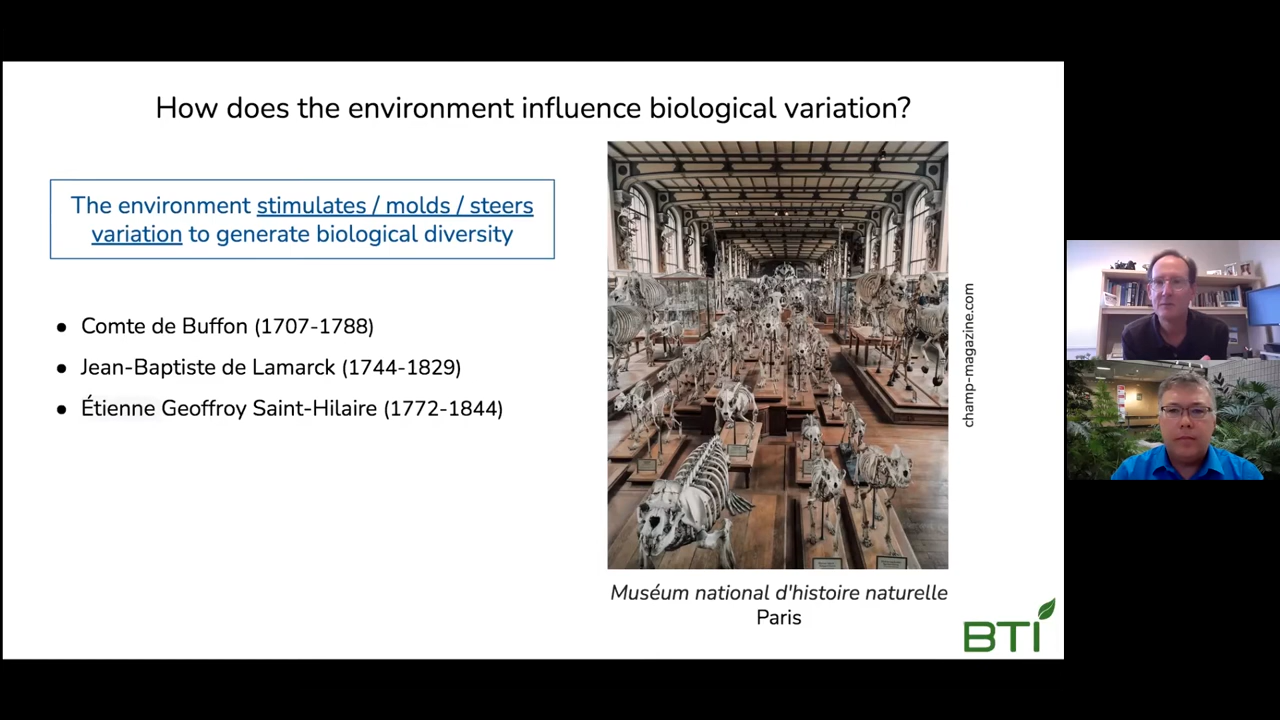 How does the environment influence biological variation?
The environment stimulates / molds / steers
variation to generate biological diversity
● Comte de Buffon (1707-1788)
● Jean-Baptiste de Lamarck (1744-1829)
● Étienne Geoffroy Saint-Hilaire (1772-1844)
champ-magazine.com
Muséum national d'histoire naturelle
Paris
BTI